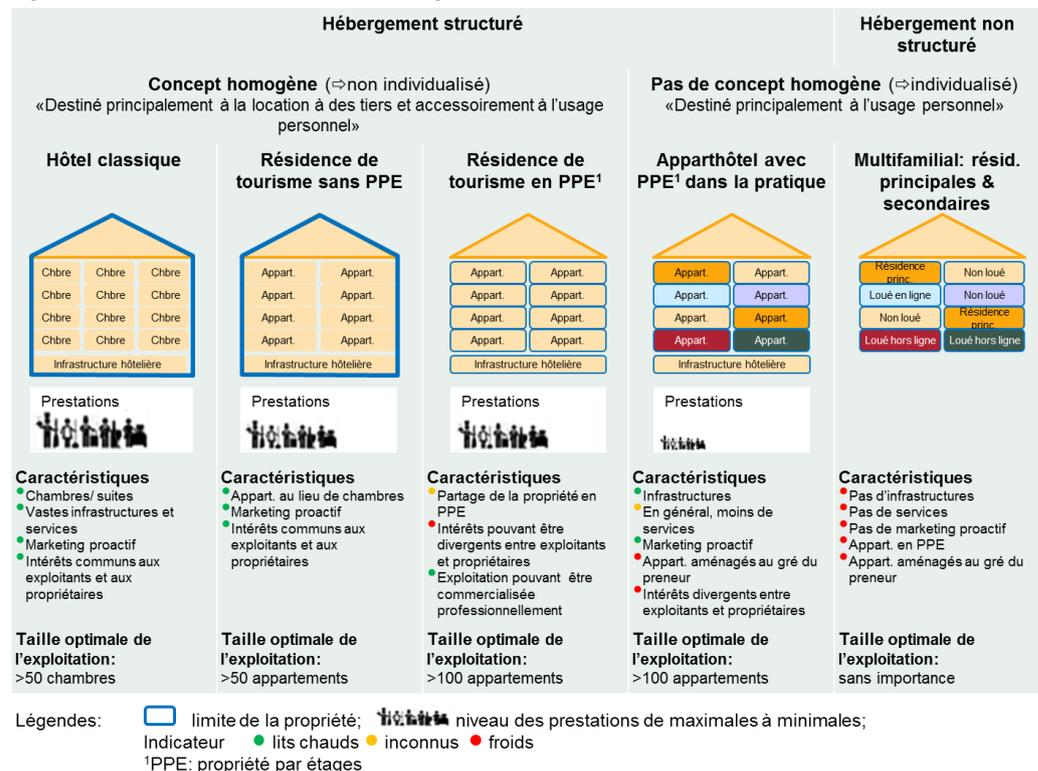 Hébergement structuré
Hébergement non
structuré
Concept homogène (⇨non individualisé)
«Destiné principalement à la location à des tiers et accessoirement à l'usage
personnel»
Pas de concept homogène (⇨individualisé)
«Destiné principalement à l'usage personnel»
Hôtel classique
Chbre Chbre Chbre
Chbre Chbre Chbre
Chbre Chbre Chbre
Chbre Chbre Chbre
Infrastructure hôtelière
Prestations
Caractéristiques
Chambres/ suites
Vastes infrastructures et
services
Marketing proactif
Intérêts communs aux
exploitants et aux
propriétaires
Taille optimale de
l'exploitation:
>50 chambres
Résidence de
tourisme sans PPE
Appart. Appart.
Appart. Appart.
Appart. Appart.
Appart. Appart.
Infrastructure hôtelière
Prestations
Caractéristiques
Appart. au lieu de chambres
Marketing proactif
Intérêts communs aux
exploitants et aux
propriétaires
Taille optimale de
l'exploitation:
>50 appartements
Résidence de
tourisme en PPE¹
Appart. Appart.
Appart. Appart.
Appart. Appart.
Appart. Appart.
Infrastructure hôtelière
Prestations
Caractéristiques
Partage de la propriété en
PPE
Intérêts pouvant être
divergents entre exploitants
et propriétaires
Exploitation pouvant être
commercialisée
professionnellement
Taille optimale de
l'exploitation:
>100 appartements
Apparthôtel avec
PPE¹ dans la pratique
Appart. Appart.
Appart. Appart.
Appart. Appart.
Appart. Appart.
Infrastructure hôtelière
Prestations
Caractéristiques
Infrastructures
En général, moins de
services
Marketing proactif
Appart. aménagés au gré du
preneur
Intérêts divergents entre
exploitants et propriétaires
Taille optimale de
l'exploitation:
>100 appartements
Multifamilial: résid.
principales &
secondaires
Résidence
princ.
Non loué
Loué en ligne Non loué
Non loué
Résidence
princ.
Loué hors ligne Loué hors ligne
Caractéristiques
Pas d'infrastructures
Pas de services
Pas de marketing proactif
Appart. en PPE
Appart. aménagés au gré du
preneur
Taille optimale de
l'exploitation:
sans importance
Légendes: limite de la propriété; niveau des prestations de maximales à minimales;
Indicateur lits chauds inconnus froids
¹PPE: propriété par étages